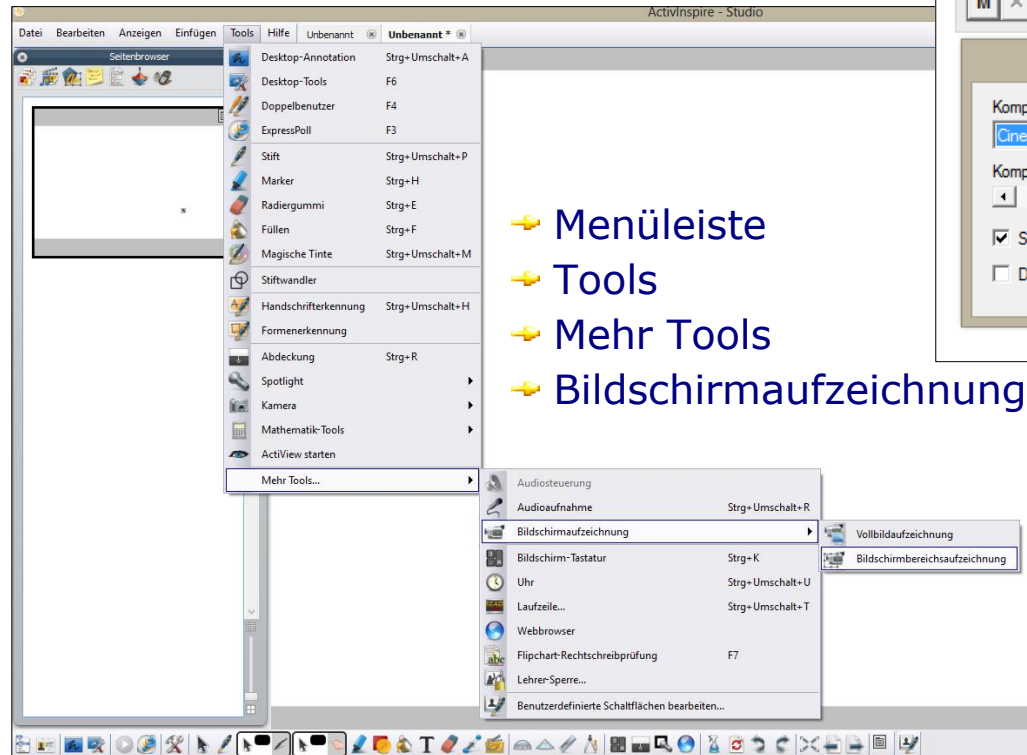 ActivInspire - Studio
Datei Bearbeiten Anzeigen Einfügen Tools Hilfe Unbenannt Unbenannt *
Seitenbrowser
Desktop-Annotation Strg+Umschalt+A
Desktop-Tools F6
Doppelbenutzer F4
ExpressPoll F3
Stift Strg+Umschalt+P
Marker Strg+H
Radiergummi Strg+E
Füllen Strg+F
Magische Tinte Strg+Umschalt+M
Stiftwandler
Handschrifterkennung Strg+Umschalt+H
Formenerkennung
Abdeckung Strg+R
Spotlight
Kamera
Mathematik-Tools
ActiView starten
Mehr Tools...
Audiosteuerung
Audioaufnahme Strg+Umschalt+R
Bildschirmaufzeichnung
Bildschirm-Tastatur Strg+K
Uhr Strg+Umschalt+U
Laufzeile... Strg+Umschalt+T
Webbrowser
Flipchart-Rechtschreibprüfung F7
Lehrer-Sperre...
Benutzerdefinierte Schaltflächen bearbeiten...
Vollbildaufzeichnung
Bildschirmbereichsaufzeichnung
Menüleiste
Tools
Mehr Tools
Bildschirmaufzeichnung
M
Komp
Cine
Komp
S
D